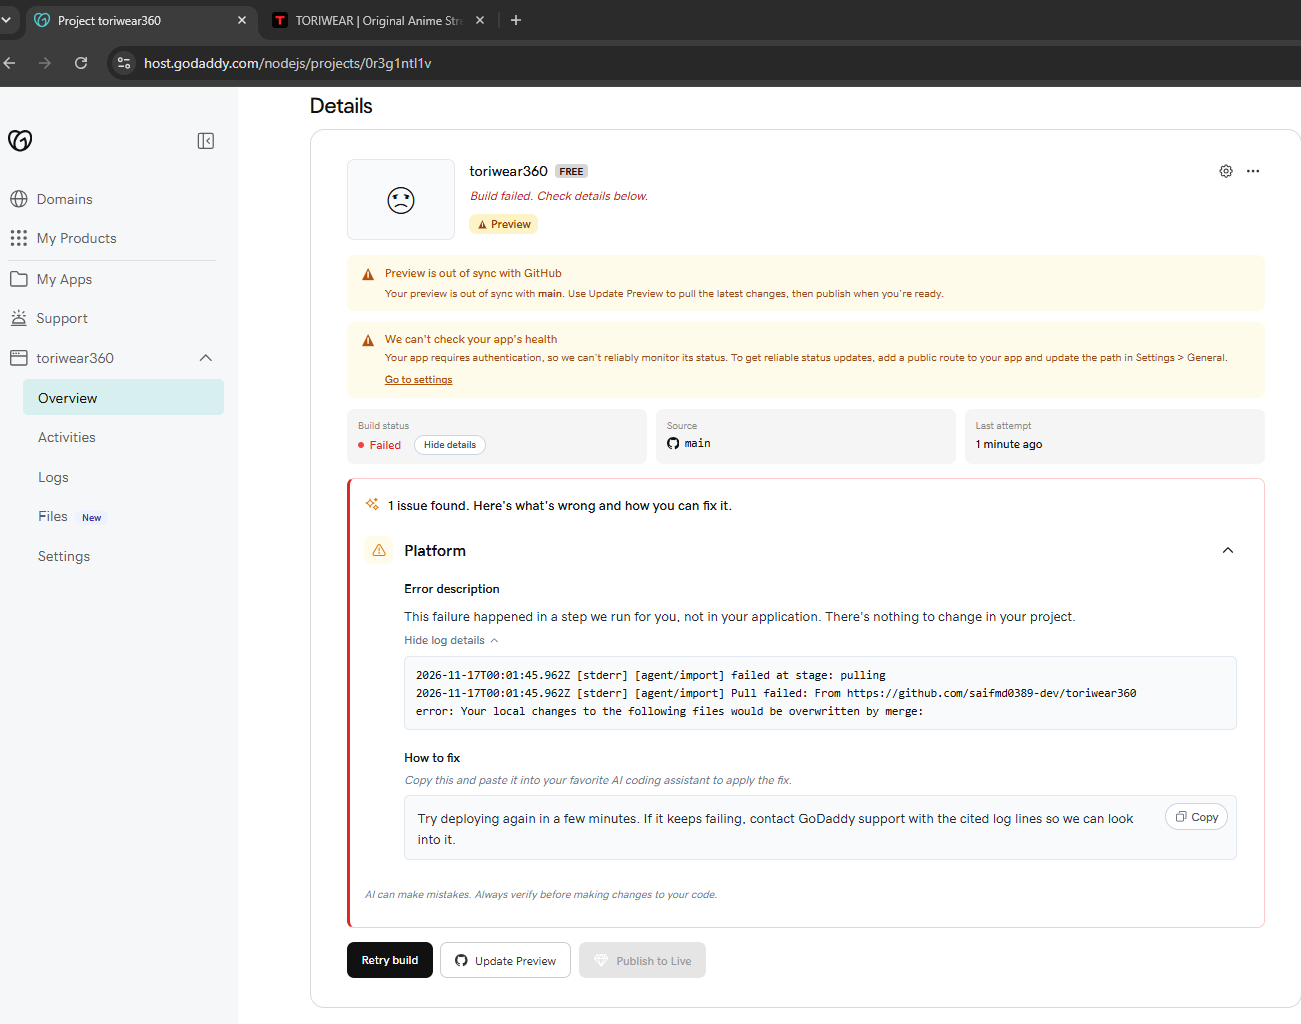 Project toriwear360
TORIWEAR | Original Anime Stre
host.godaddy.com/nodejs/projects/0r3g1ntl1v
Domains
My Products
My Apps
Support
toriwear360
Overview
Activities
Logs
Files New
Settings
Details
toriwear360 FREE
Build failed. Check details below.
Preview
Preview is out of sync with GitHub
Your preview is out of sync with main. Use Update Preview to pull the latest changes, then publish when you're ready.
We can't check your app's health
Your app requires authentication, so we can't reliably monitor its status. To get reliable status updates, add a public route to your app and update the path in Settings > General.
Go to settings
Build status
Failed Hide details
Source
main
Last attempt
1 minute ago
1 issue found. Here's what's wrong and how you can fix it.
Platform
Error description
This failure happened in a step we run for you, not in your application. There's nothing to change in your project.
Hide log details
2026-11-17T00:01:45.962Z [stderr] [agent/import] failed at stage: pulling
2026-11-17T00:01:45.962Z [stderr] [agent/import] Pull failed: From https://github.com/saifmd0389-dev/toriwear360
error: Your local changes to the following files would be overwritten by merge:
How to fix
Copy this and paste it into your favorite AI coding assistant to apply the fix.
Try deploying again in a few minutes. If it keeps failing, contact GoDaddy support with the cited log lines so we can look
into it.
Copy
AI can make mistakes. Always verify before making changes to your code.
Retry build
Update Preview
Publish to Live